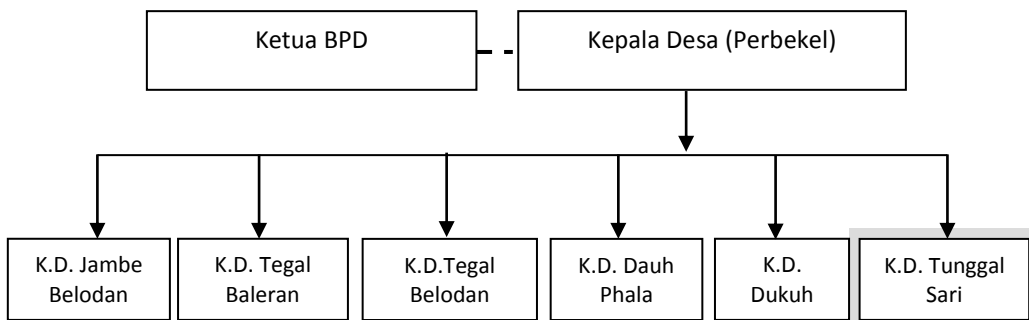 Ketua BPD
Kepala Desa (Perbekel)
K.D. Jambe
Belodan
K.D. Tegal
Baleran
K.D.Tegal
Belodan
K.D. Dauh
Phala
K.D.
Dukuh
K.D. Tunggal
Sari